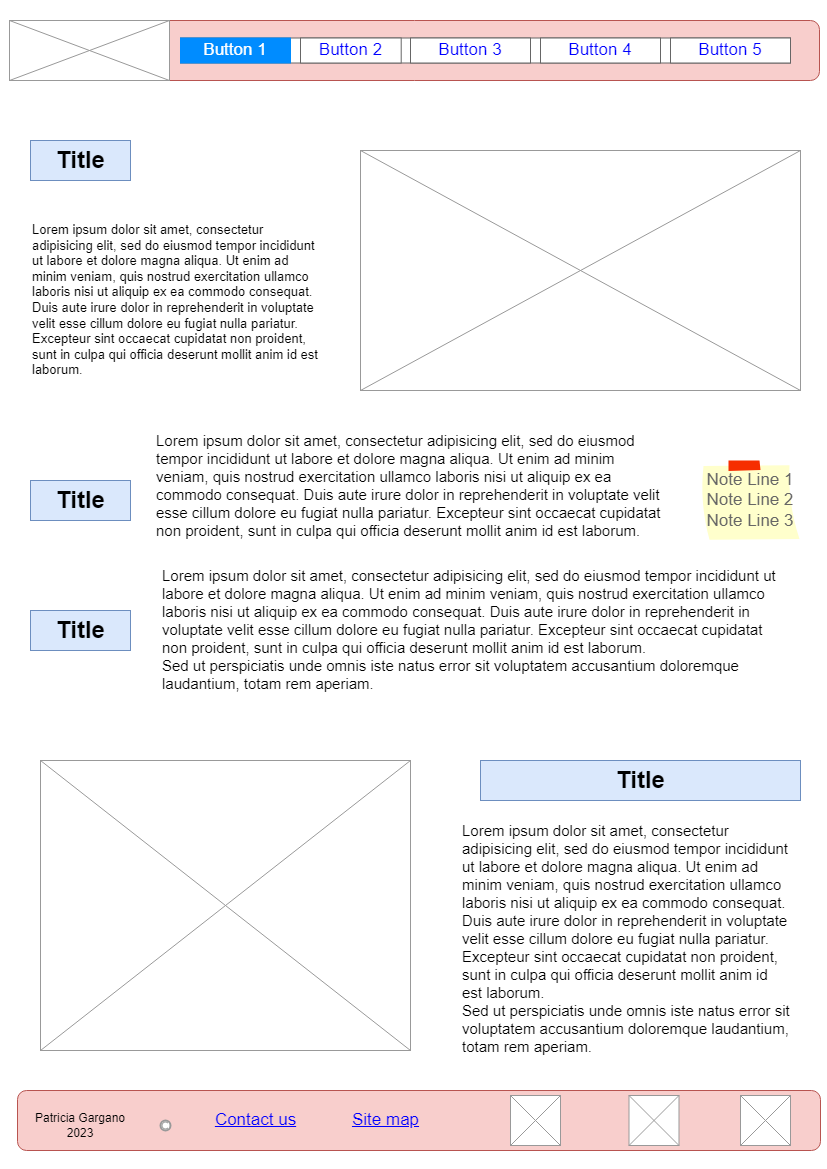 Button 1
Button 2
Button 3
Button 4
Button 5
Title
Lorem ipsum dolor sit amet, consectetur
adipisicing elit, sed do eiusmod tempor incididunt
ut labore et dolore magna aliqua. Ut enim ad
minim veniam, quis nostrud exercitation ullamco
laboris nisi ut aliquip ex ea commodo consequat.
Duis aute irure dolor in reprehenderit in voluptate
velit esse cillum dolore eu fugiat nulla pariatur.
Excepteur sint occaecat cupidatat non proident,
sunt in culpa qui officia deserunt mollit anim id est
laborum.
Title
Lorem ipsum dolor sit amet, consectetur adipisicing elit, sed do eiusmod
tempor incididunt ut labore et dolore magna aliqua. Ut enim ad minim
veniam, quis nostrud exercitation ullamco laboris nisi ut aliquip ex ea
commodo consequat. Duis aute irure dolor in reprehenderit in voluptate velit
esse cillum dolore eu fugiat nulla pariatur. Excepteur sint occaecat cupidatat
non proident, sunt in culpa qui officia deserunt mollit anim id est laborum.
Note Line 1
Note Line 2
Note Line 3
Title
Lorem ipsum dolor sit amet, consectetur adipisicing elit, sed do eiusmod tempor incididunt ut
labore et dolore magna aliqua. Ut enim ad minim veniam, quis nostrud exercitation ullamco
laboris nisi ut aliquip ex ea commodo consequat. Duis aute irure dolor in reprehenderit in
voluptate velit esse cillum dolore eu fugiat nulla pariatur. Excepteur sint occaecat cupidatat
non proident, sunt in culpa qui officia deserunt mollit anim id est laborum.
Sed ut perspiciatis unde omnis iste natus error sit voluptatem accusantium doloremque
laudantium, totam rem aperiam.
Title
Lorem ipsum dolor sit amet, consectetur
adipisicing elit, sed do eiusmod tempor incididunt
ut labore et dolore magna aliqua. Ut enim ad
minim veniam, quis nostrud exercitation ullamco
laboris nisi ut aliquip ex ea commodo consequat.
Duis aute irure dolor in reprehenderit in voluptate
velit esse cillum dolore eu fugiat nulla pariatur.
Excepteur sint occaecat cupidatat non proident,
sunt in culpa qui officia deserunt mollit anim id
est laborum.
Sed ut perspiciatis unde omnis iste natus error sit
voluptatem accusantium doloremque laudantium,
totam rem aperiam.
Patricia Gargano
2023
Contact us
Site map